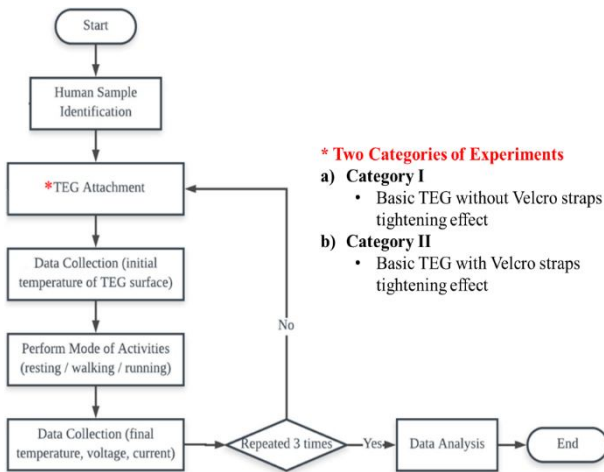 Start
Human Sample
Identification
*TEG Attachment
Data Collection (initial
temperature of TEG surface)
Perform Mode of Activities
(resting / walking / running)
Data Collection (final
temperature, voltage, current)
Repeated 3 times
No
Yes
Data Analysis
End
* Two Categories of Experiments
a) Category I
• Basic TEG without Velcro straps
tightening effect
b) Category II
• Basic TEG with Velcro straps
tightening effect